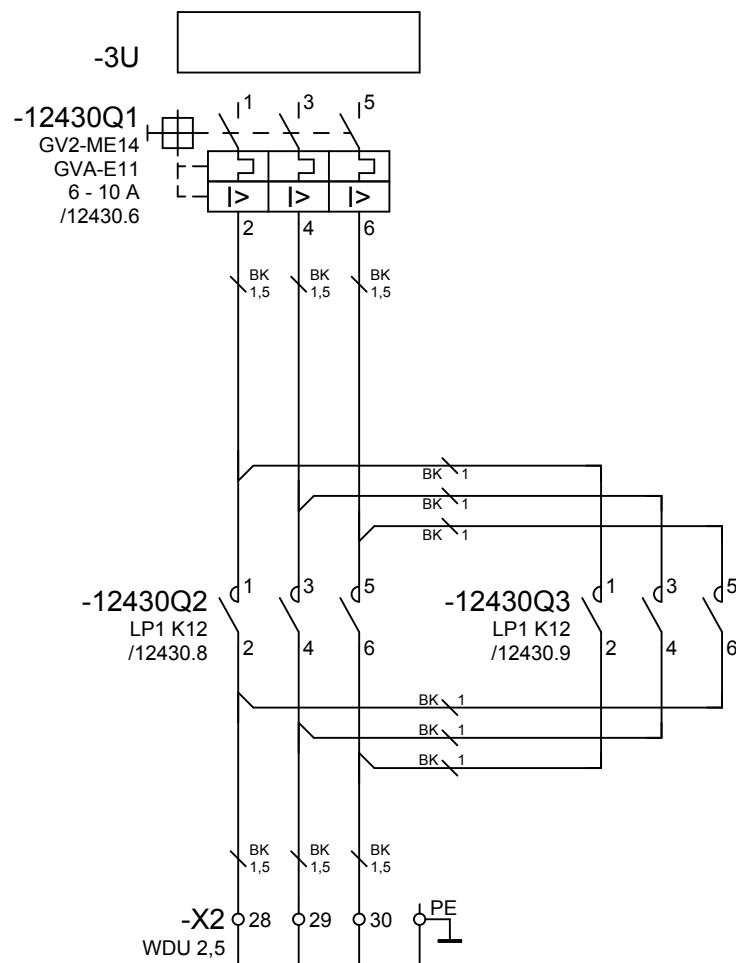 -3U
-12430Q1
GV2-ME14
GVA-E11
6 - 10 A
/12430.6
1 3 5
I> I> I>
2 4 6
BK BK BK
1,5 1,5 1,5
BK 1
BK 1
BK 1
-12430Q2
LP1 K12
/12430.8
1 3 5
2 4 6
-12430Q3
LP1 K12
/12430.9
1 3 5
2 4 6
BK 1
BK 1
BK 1
BK BK BK
1,5 1,5 1,5
-X2 28 29 30 PE
WDU 2,5